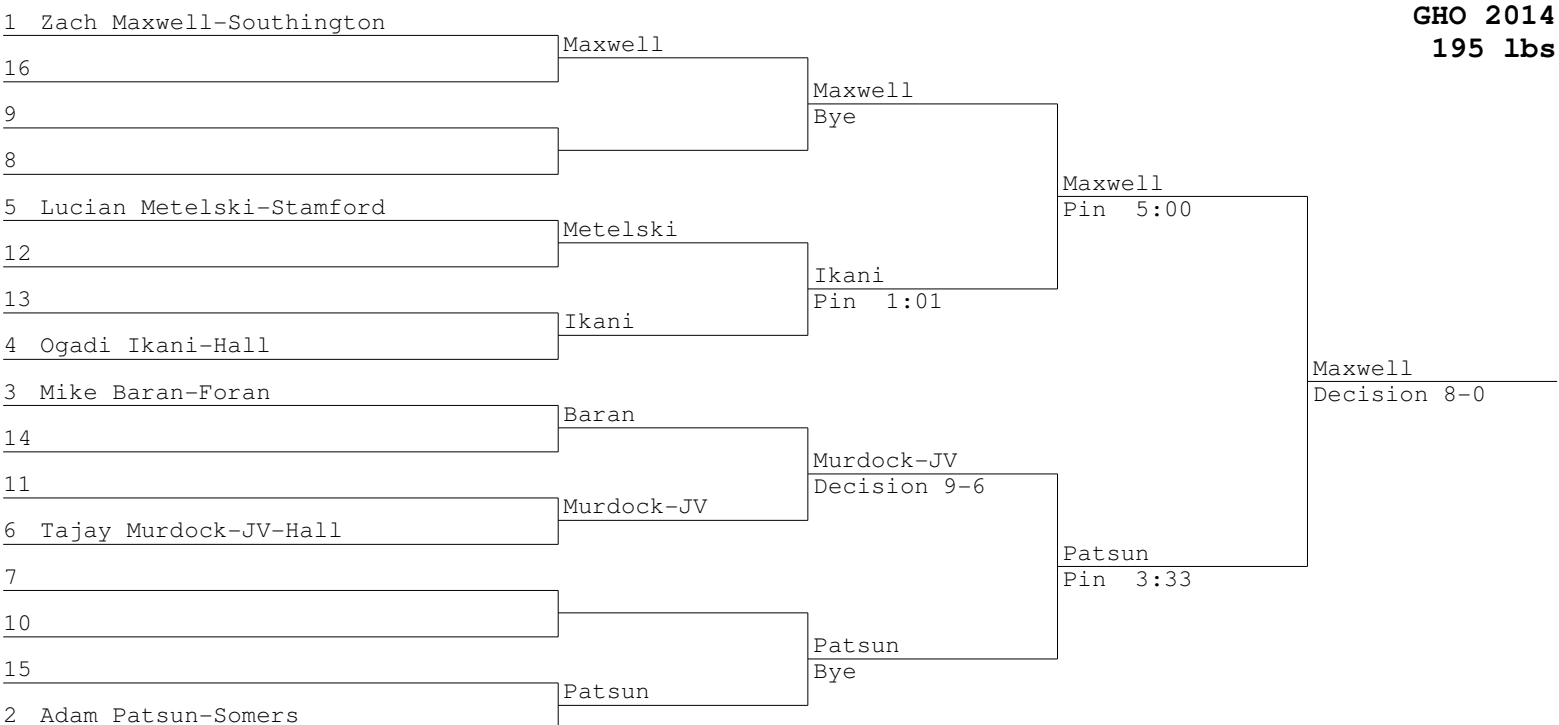 GHO 2014
195 lbs
1 Zach Maxwell-Southington
16
9
8
5 Lucian Metelski-Stamford
12
13
4 Ogadi Ikani-Hall
3 Mike Baran-Foran
14
11
6 Tajay Murdock-JV-Hall
7
10
15
2 Adam Patsun-Somers
Maxwell
Metelski
Ikani
Baran
Murdock-JV
Patsun
Maxwell
Bye
Ikani
Pin 1:01
Murdock-JV
Decision 9-6
Patsun
Bye
Maxwell
Pin 5:00
Patsun
Pin 3:33
Maxwell
Decision 8-0